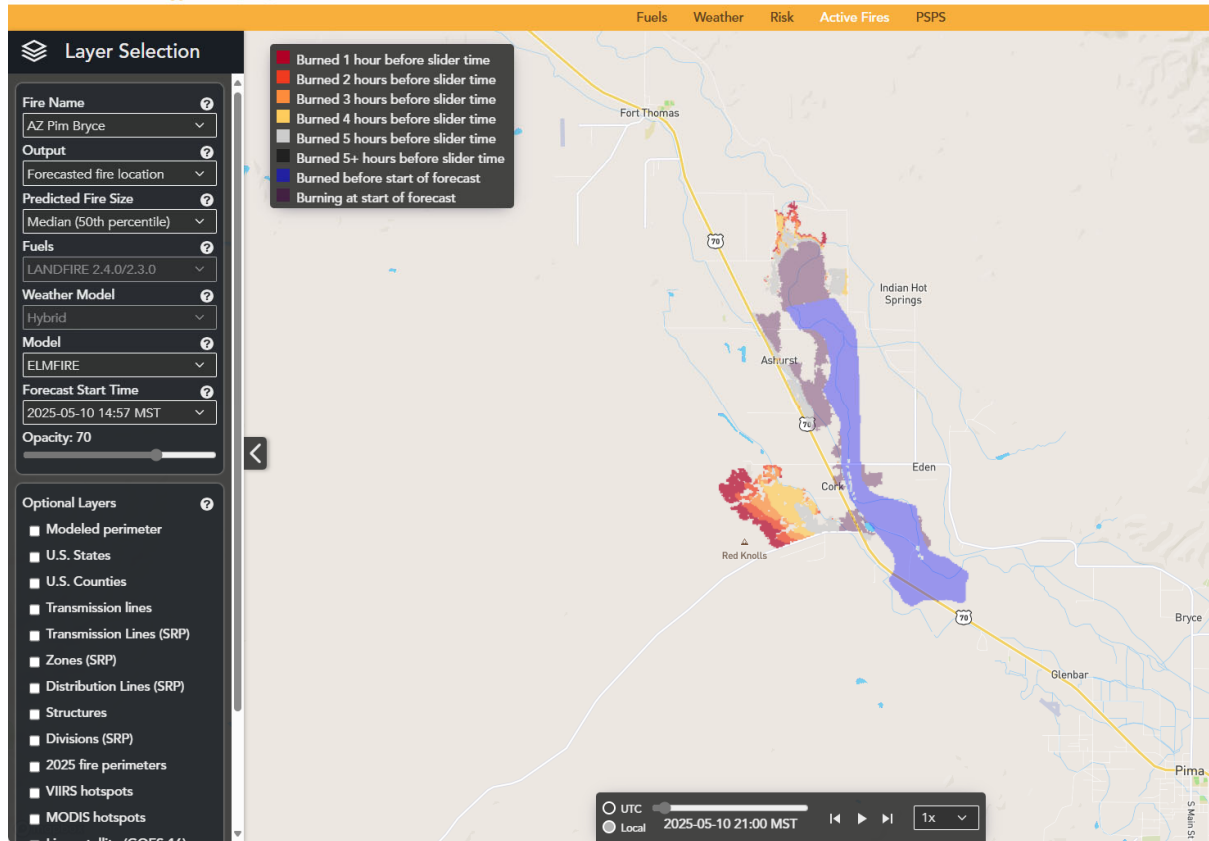 Fuels Weather Risk Active Fires PSPS
Layer Selection
Fire Name
AZ Pim Bryce
Output
Forecasted fire location
Predicted Fire Size
Median (50th percentile)
Fuels
LANDFIRE 2.4.0/2.3.0
Weather Model
Hybrid
Model
ELMFIRE
Forecast Start Time
2025-05-10 14:57 MST
Opacity: 70
Optional Layers
Modeled perimeter
U.S. States
U.S. Counties
Transmission lines
Transmission Lines (SRP)
Zones (SRP)
Distribution Lines (SRP)
Structures
Divisions (SRP)
2025 fire perimeters
VIIRS hotspots
MODIS hotspots
Burned 1 hour before slider time
Burned 2 hours before slider time
Burned 3 hours before slider time
Burned 4 hours before slider time
Burned 5 hours before slider time
Burned 5+ hours before slider time
Burned before start of forecast
Burning at start of forecast
Fort Thomas
70
Indian Hot
Springs
Ashurst
70
Eden
Cork
Red Knolls
70
Bryce
Glenbar
Pima
S Main St
UTC
Local
2025-05-10 21:00 MST
1x